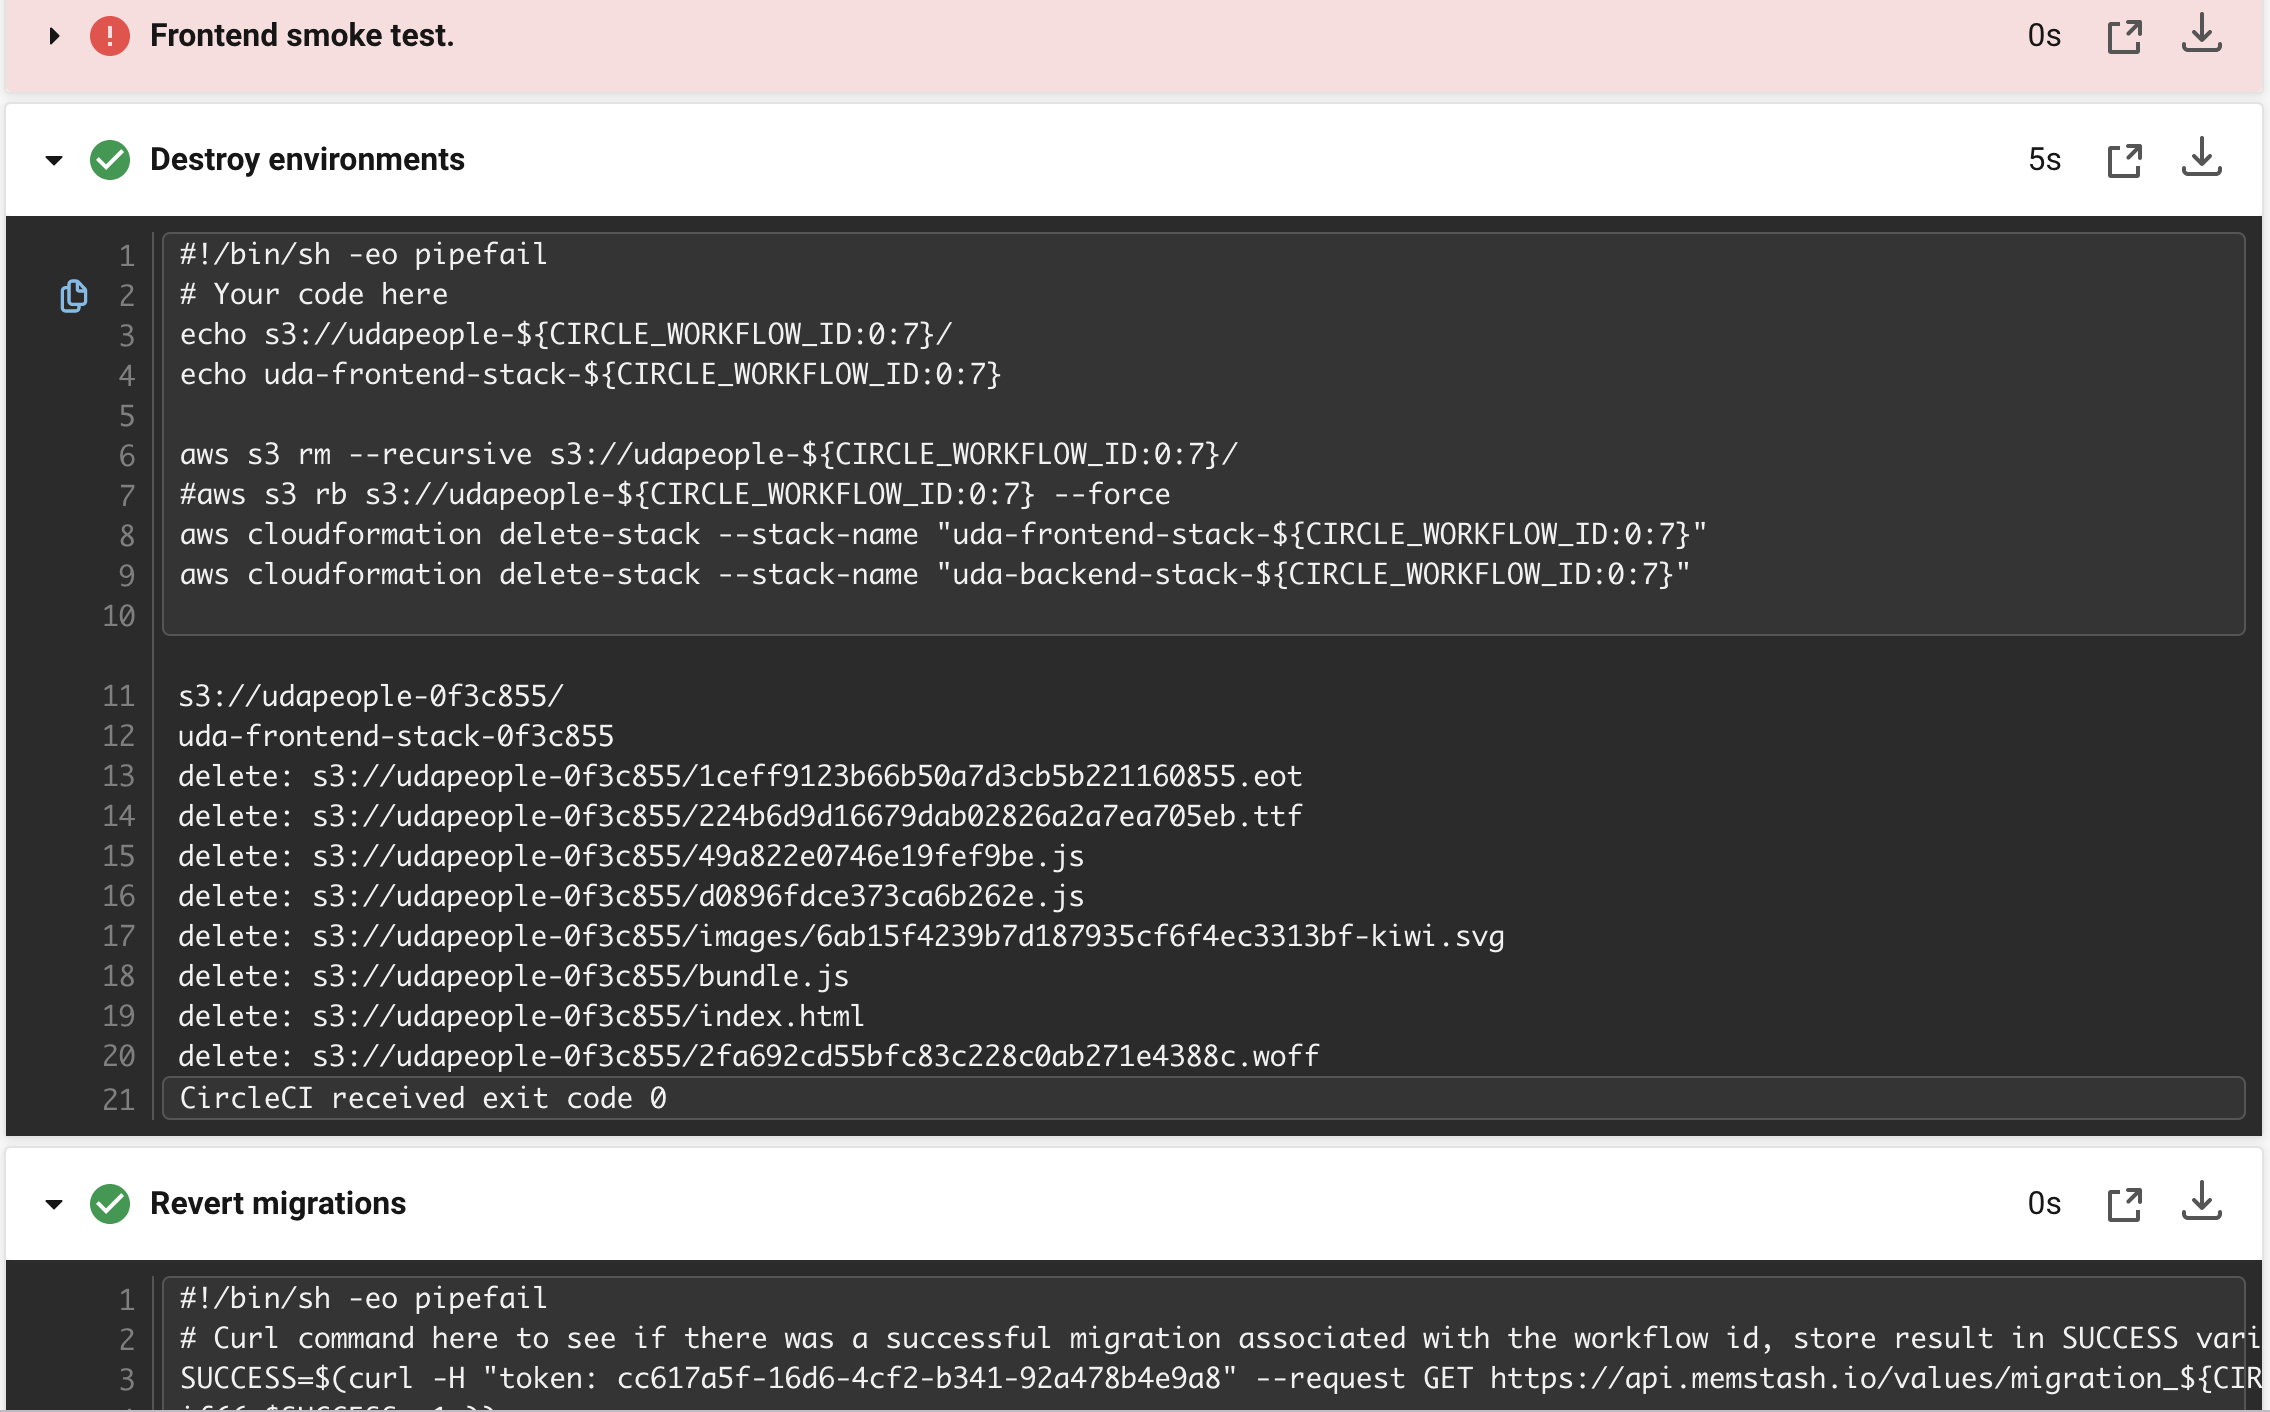 Frontend smoke test. 0s
Destroy environments 5s
1 #!/bin/sh -eo pipefail
2 # Your code here
3 echo s3://udapeople-${CIRCLE_WORKFLOW_ID:0:7}/
4 echo uda-frontend-stack-${CIRCLE_WORKFLOW_ID:0:7}
5
6 aws s3 rm --recursive s3://udapeople-${CIRCLE_WORKFLOW_ID:0:7}/
7 #aws s3 rb s3://udapeople-${CIRCLE_WORKFLOW_ID:0:7} --force
8 aws cloudformation delete-stack --stack-name "uda-frontend-stack-${CIRCLE_WORKFLOW_ID:0:7}"
9 aws cloudformation delete-stack --stack-name "uda-backend-stack-${CIRCLE_WORKFLOW_ID:0:7}"
10
11 s3://udapeople-0f3c855/
12 uda-frontend-stack-0f3c855
13 delete: s3://udapeople-0f3c855/1ceff9123b66b50a7d3cb5b221160855.eot
14 delete: s3://udapeople-0f3c855/224b6d9d16679dab02826a2a7ea705eb.ttf
15 delete: s3://udapeople-0f3c855/49a822e0746e19fef9be.js
16 delete: s3://udapeople-0f3c855/d0896fdce373ca6b262e.js
17 delete: s3://udapeople-0f3c855/images/6ab15f4239b7d187935cf6f4ec3313bf-kiwi.svg
18 delete: s3://udapeople-0f3c855/bundle.js
19 delete: s3://udapeople-0f3c855/index.html
20 delete: s3://udapeople-0f3c855/2fa692cd55bfc83c228c0ab271e4388c.woff
21 CircleCI received exit code 0
Revert migrations 0s
1 #!/bin/sh -eo pipefail
2 # Curl command here to see if there was a successful migration associated with the workflow id, store result in SUCCESS vari
3 SUCCESS=$(curl -H "token: cc617a5f-16d6-4cf2-b341-92a478b4e9a8" --request GET https://api.memstash.io/values/migration_${CIR